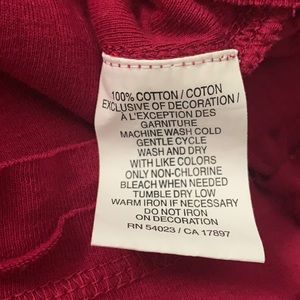 100% COTTON / COTON
EXCLUSIVE OF DECORATION /
À L'EXCEPTION DES
GARNITURE
MACHINE WASH COLD
GENTLE CYCLE
WASH AND DRY
WITH LIKE COLORS
ONLY NON-CHLORINE
BLEACH WHEN NEEDED
TUMBLE DRY LOW
WARM IRON IF NECESSARY
DO NOT IRON
ON DECORATION
RN 54023 / CA 17897